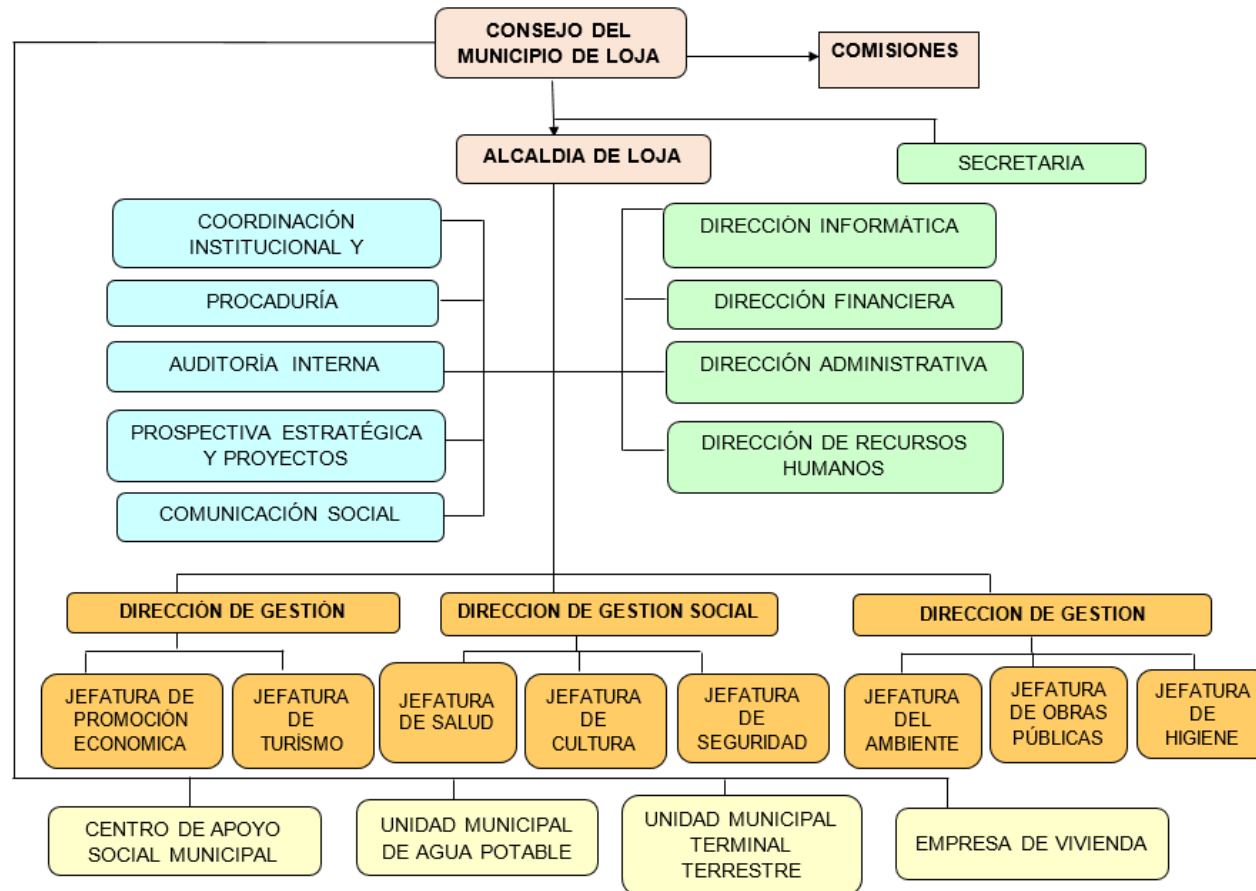 CONSEJO DEL
MUNICIPIO DE LOJA
COMISIONES
ALCALDIA DE LOJA
SECRETARIA
COORDINACIÓN
INSTITUCIONAL Y
DIRECCIÓN INFORMÁTICA
PROCADURÍA
DIRECCIÓN FINANCIERA
AUDITORÍA INTERNA
DIRECCIÓN ADMINISTRATIVA
PROSPECTIVA ESTRATÉGICA
Y PROYECTOS
DIRECCIÓN DE RECURSOS
HUMANOS
COMUNICACIÓN SOCIAL
DIRECCIÓN DE GESTIÓN
DIRECCION DE GESTION SOCIAL
DIRECCION DE GESTION
JEFATURA DE
PROMOCIÓN
ECONOMICA
JEFATURA
DE
TURÍSMO
JEFATURA
DE SALUD
JEFATURA
DE
CULTURA
JEFATURA
DE
SEGURIDAD
JEFATURA
DEL
AMBIENTE
JEFATURA
DE OBRAS
PÚBLICAS
JEFATURA
DE
HIGIENE
CENTRO DE APOYO
SOCIAL MUNICIPAL
UNIDAD MUNICIPAL
DE AGUA POTABLE
UNIDAD MUNICIPAL
TERMINAL
TERRESTRE
EMPRESA DE VIVIENDA